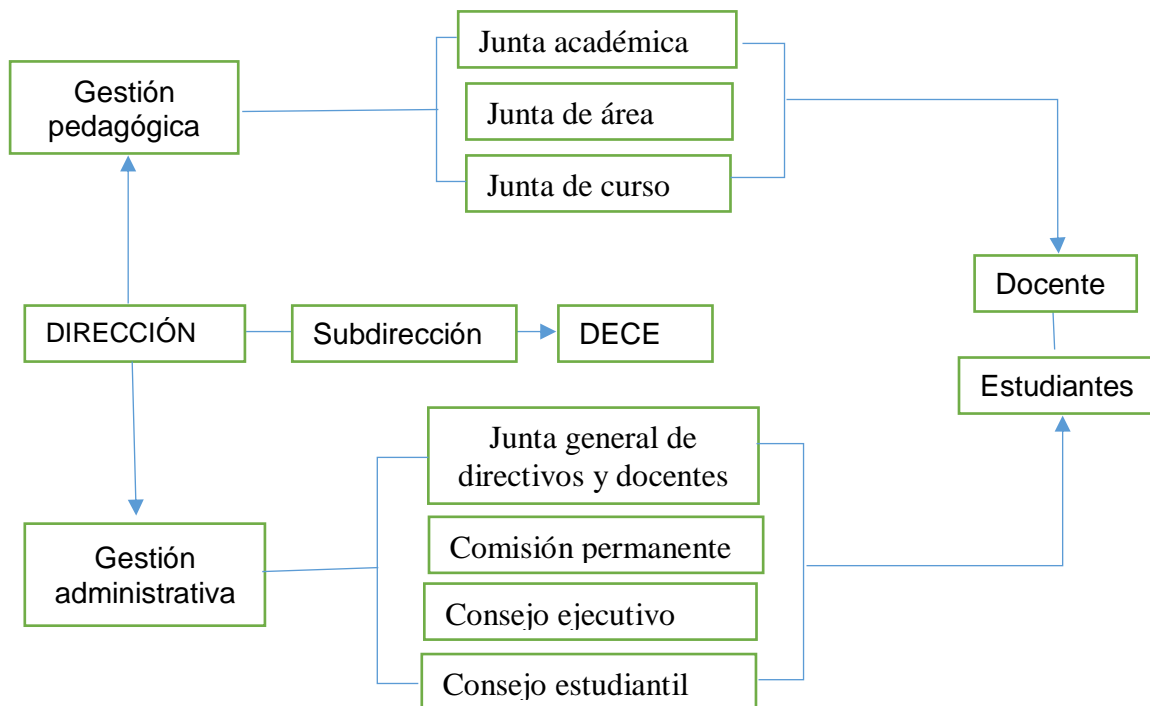 Junta académica
Gestión
pedagógica
Junta de área
Junta de curso
Docente
DIRECCIÓN
Subdirección
DECE
Estudiantes
Junta general de
directivos y docentes
Comisión permanente
Gestión
administrativa
Consejo ejecutivo
Consejo estudiantil